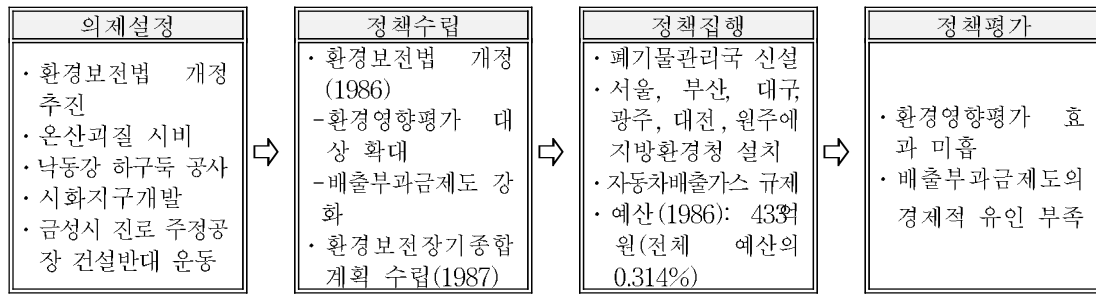 의제설정
· 환경보전법 개정
추진
· 온산괴질 시비
· 낙동강 하구둑 공사
· 시화지구개발
· 금성시 진로 주정공
장 건설반대 운동
정책수립
· 환경보전법 개정
(1986)
-환경영향평가 대
상 확대
-배출부과금제도 강
화
· 환경보전장기종합
계획 수립(1987)
정책집행
· 폐기물관리국 신설
· 서울, 부산, 대구,
광주, 대전, 원주에
지방환경청 설치
· 자동차배출가스 규제
· 예산(1986): 433억
원(전체 예산의
0.314%)
정책평가
· 환경영향평가 효
과 미흡
· 배출부과금제도의
경제적 유인 부족